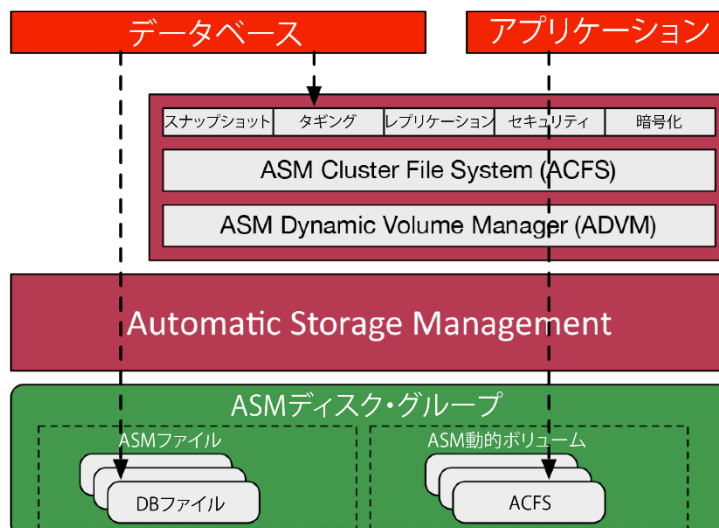 データベース
アプリケーション
スナップショット タギング レプリケーション セキュリティ 暗号化
ASM Cluster File System (ACFS)
ASM Dynamic Volume Manager (ADVM)
Automatic Storage Management
ASMディスク・グループ
ASMファイル
ASM動的ボリューム
DBファイル
ACFS